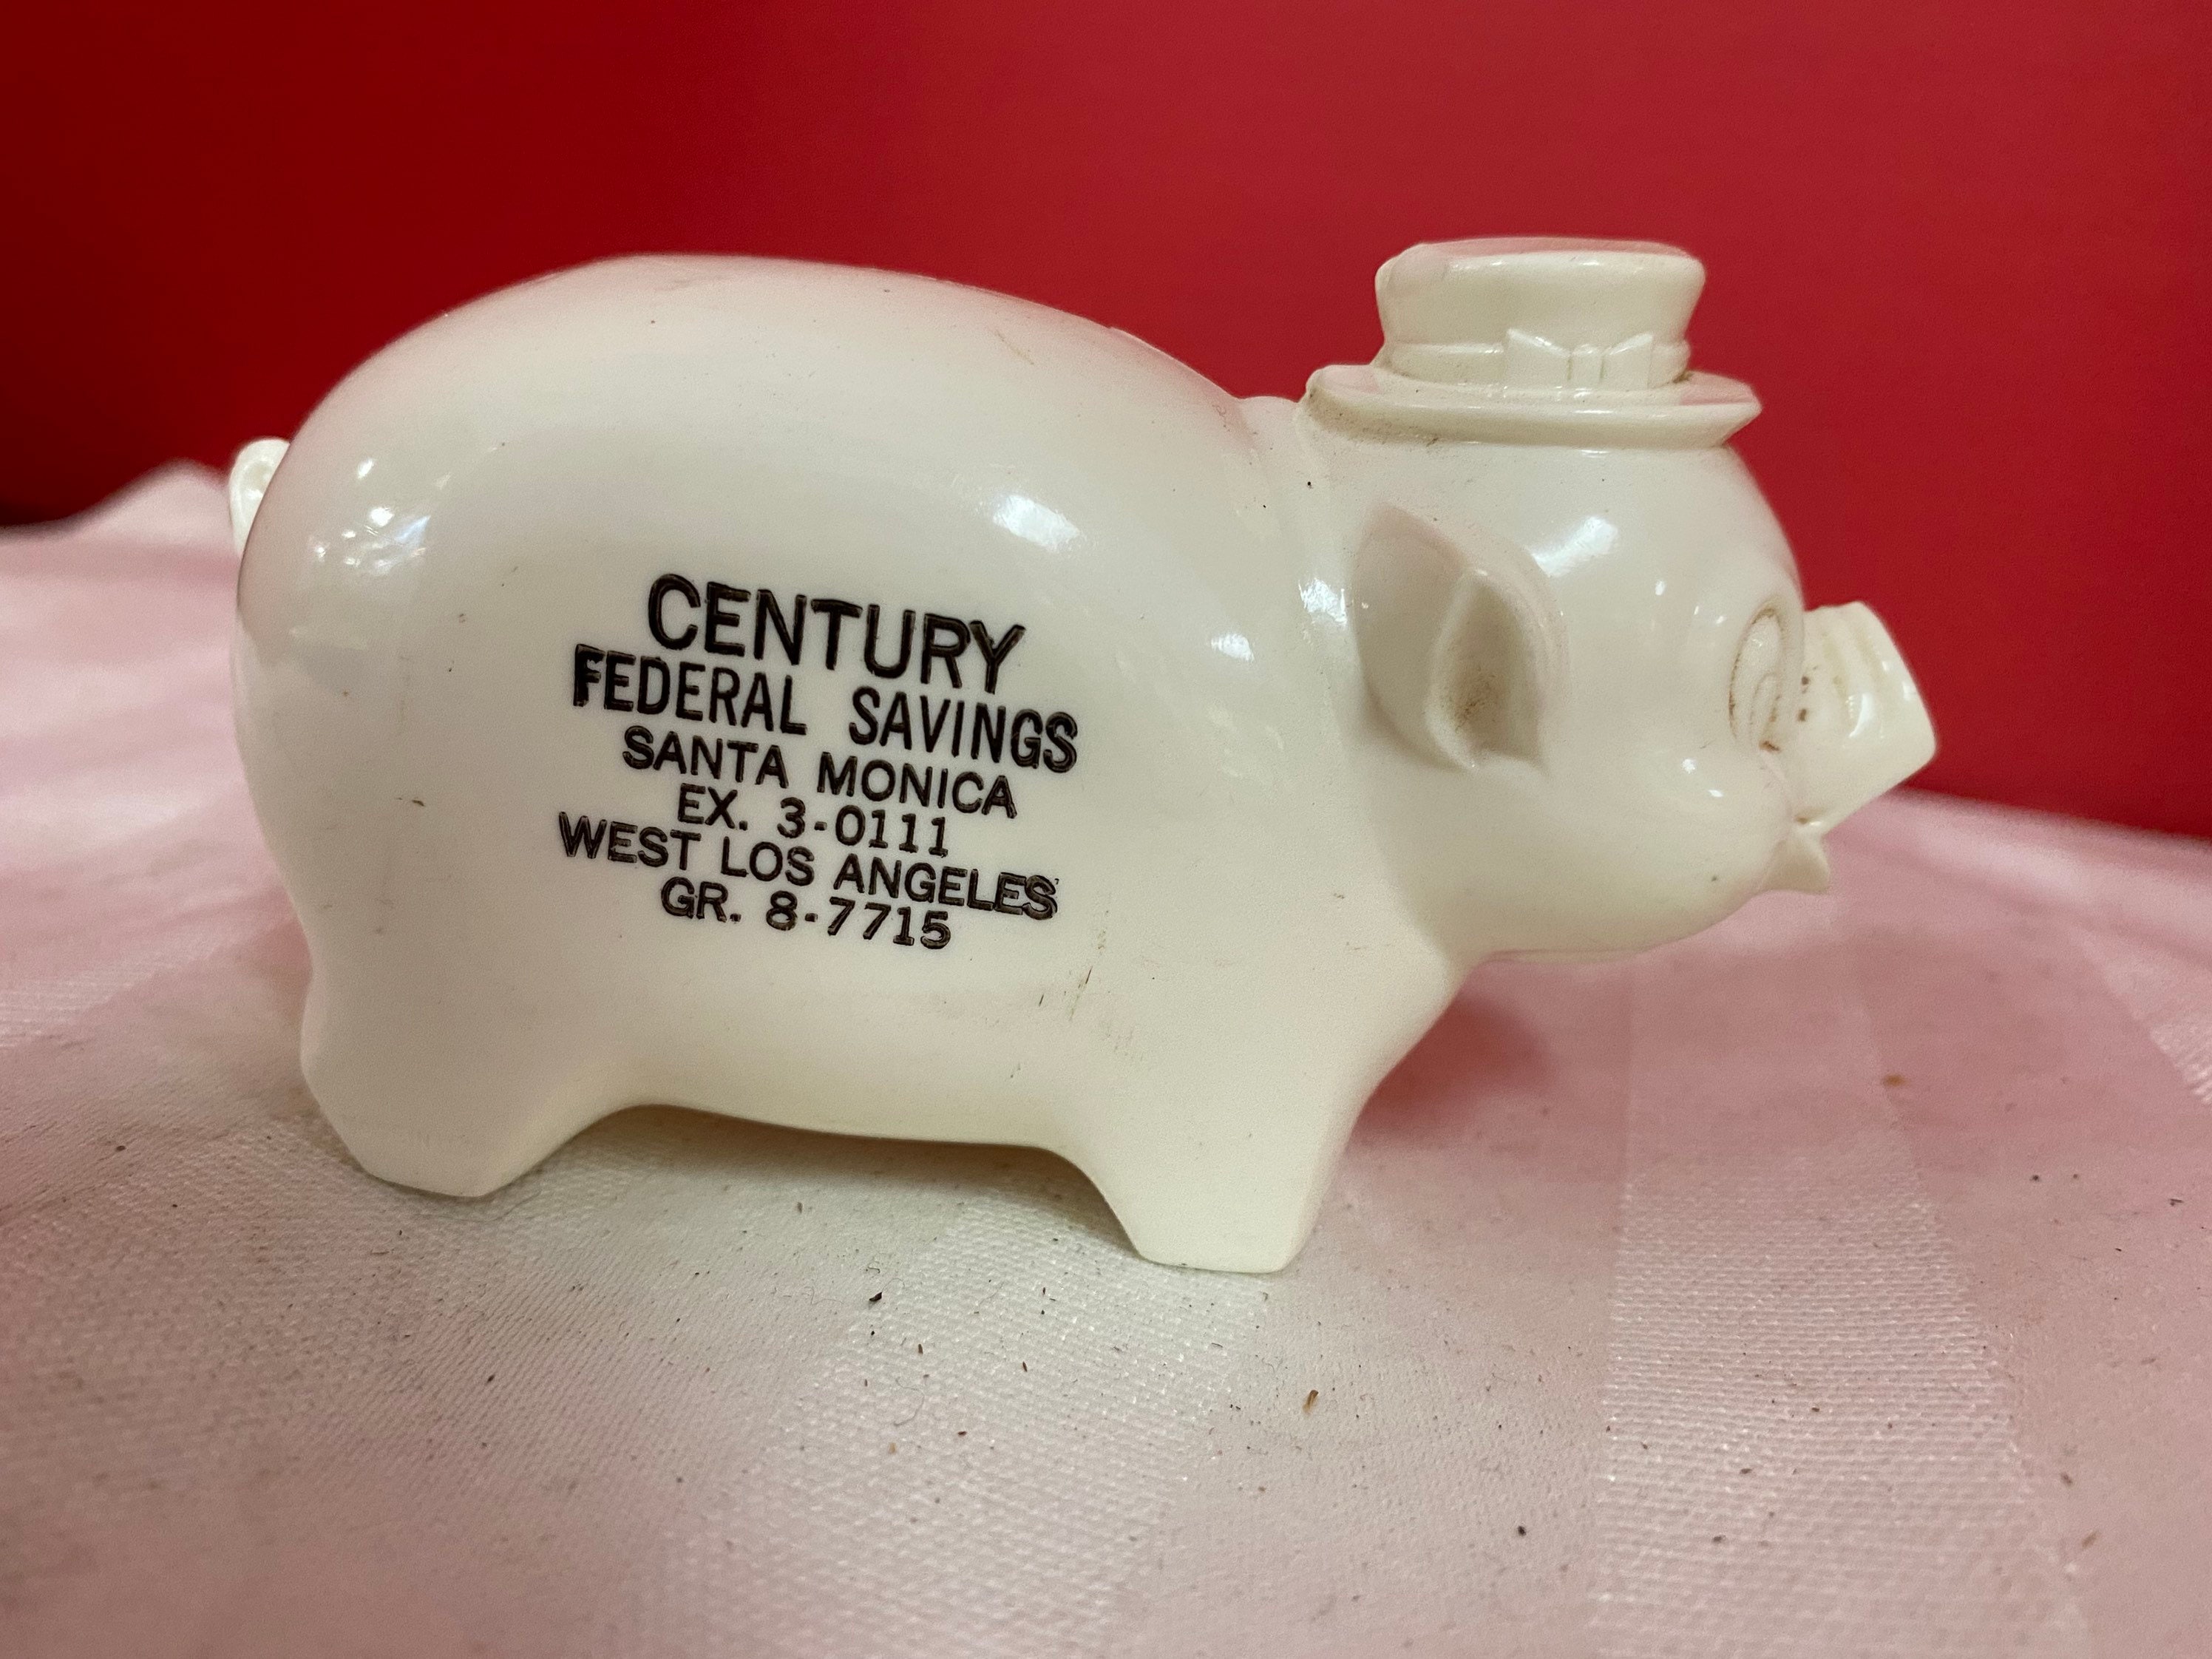 CENTURY
FEDERAL SAVINGS
SANTA MONICA
EX. 3-0111
WEST LOS ANGELES
GR. 8-7715